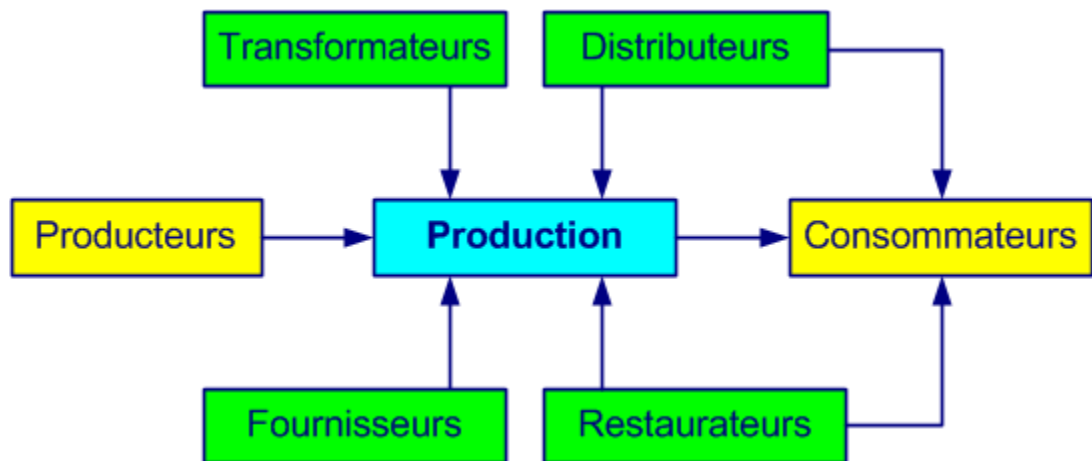 Transformateurs
Distributeurs
Producteurs
Production
Consommateurs
Fournisseurs
Restaurateurs